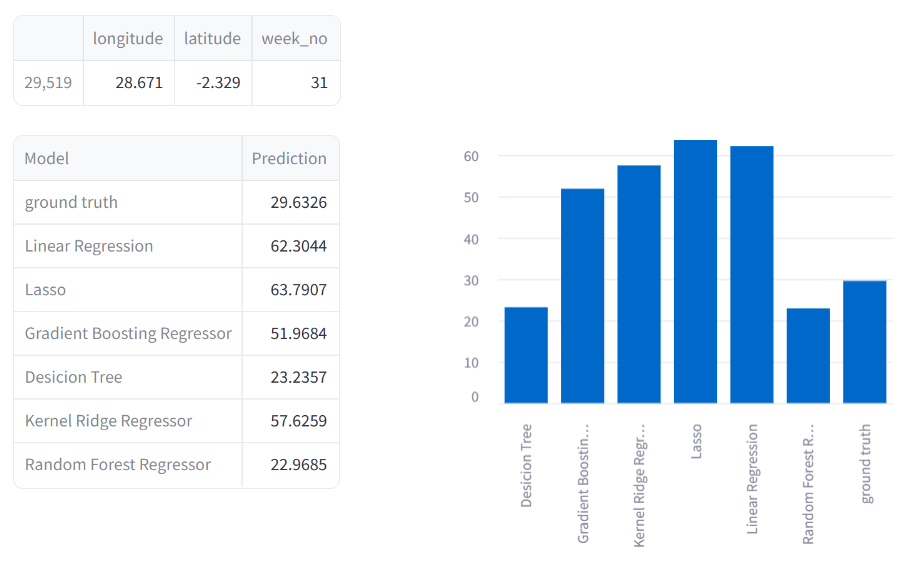 longitude latitude week_no
29,519 28.671 -2.329 31
Model Prediction
ground truth 29.6326
Linear Regression 62.3044
Lasso 63.7907
Gradient Boosting Regressor 51.9684
Desicion Tree 23.2357
Kernel Ridge Regressor 57.6259
Random Forest Regressor 22.9685
60
50
40
30
20
10
0
Desicion Tree
Gradient Boostin…
Kernel Ridge Regr…
Lasso
Linear Regression
Random Forest R…
ground truth